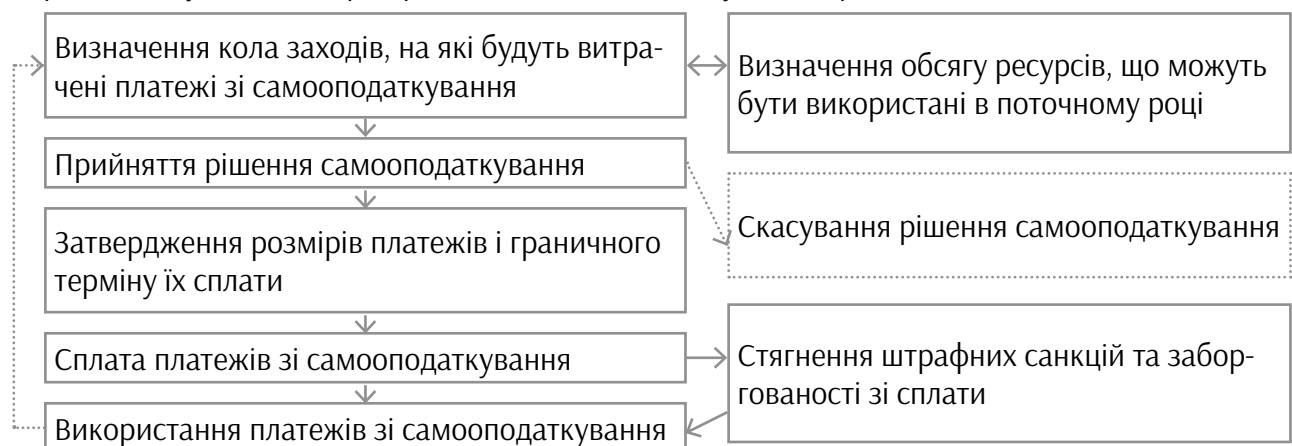 Визначення кола заходів, на які будуть витра-
чені платежі зі самооподаткування
Визначення обсягу ресурсів, що можуть
бути використані в поточному році
Прийняття рішення самооподаткування
Скасування рішення самооподаткування
Затвердження розмірів платежів і граничного
терміну їх сплати
Сплата платежів зі самооподаткування
Стягнення штрафних санкцій та забор-
гованості зі сплати
Використання платежів зі самооподаткування